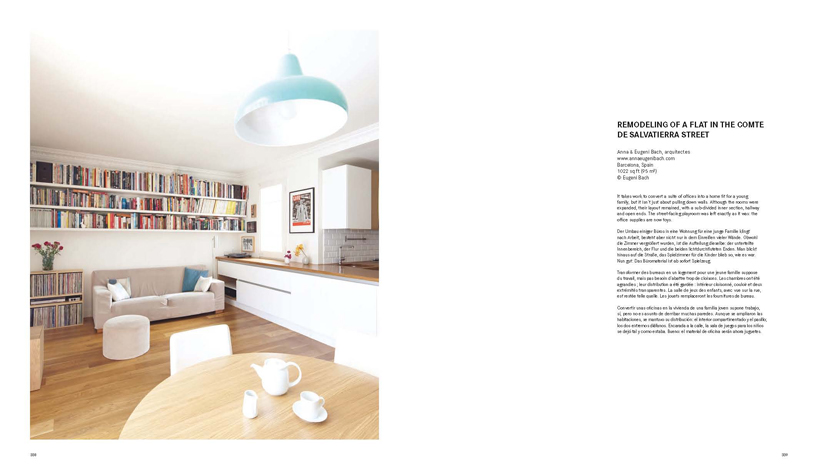 REMODELING OF A FLAT IN THE COMTE
DE SALVATIERRA STREET
Anna & Eugeni Bach, arquitectes
www.annaeugenibach.com
Barcelona, Spain
1022 sq ft (95 m²)
© Eugeni Bach
It takes work to convert a suite of offices into a home fit for a young
family, but it isn't just about pulling down walls. Although the rooms were
expanded, their layout remained, with a sub-divided inner section, hallway
and open ends. The street-facing playroom was left exactly as it was: the
office supplies are now toys.
Der Umbau einiger Büros in eine Wohnung für eine junge Familie klingt
nach Arbeit, besteht aber nicht nur in dem Einreißen vieler Wände. Obwohl
die Zimmer vergrößert wurden, ist die Aufteilung dieselbe: der unterteilte
Innenbereich, der Flur und die beiden lichtdurchfluteten Enden. Man blickt
hinaus auf die Straße, das Spielzimmer für die Kinder blieb so, wie es war.
Nun gut: Das Büromaterial ist ab sofort Spielzeug.
Transformer des bureaux en un logement pour une jeune famille suppose
du travail, mais pas besoin d'abattre trop de cloisons. Les chambres ont été
agrandies ; leur distribution a été gardée : intérieur cloisonné, couloir et deux
extrémités transparentes. La salle de jeux des enfants, avec vue sur la rue,
est restée telle quelle. Les jouets remplaceront les fournitures de bureau.
Convertir unas oficinas en la vivienda de una familia joven supone trabajo,
sí, pero no es asunto de derribar muchas paredes. Aunque se ampliaron las
habitaciones, se mantuvo su distribución: el interior compartimentado y el pasillo;
los dos extremos diáfanos. Encarada a la calle, la sala de juegos para los niños
se dejó tal y como estaba. Bueno: el material de oficina serán ahora juguetes.